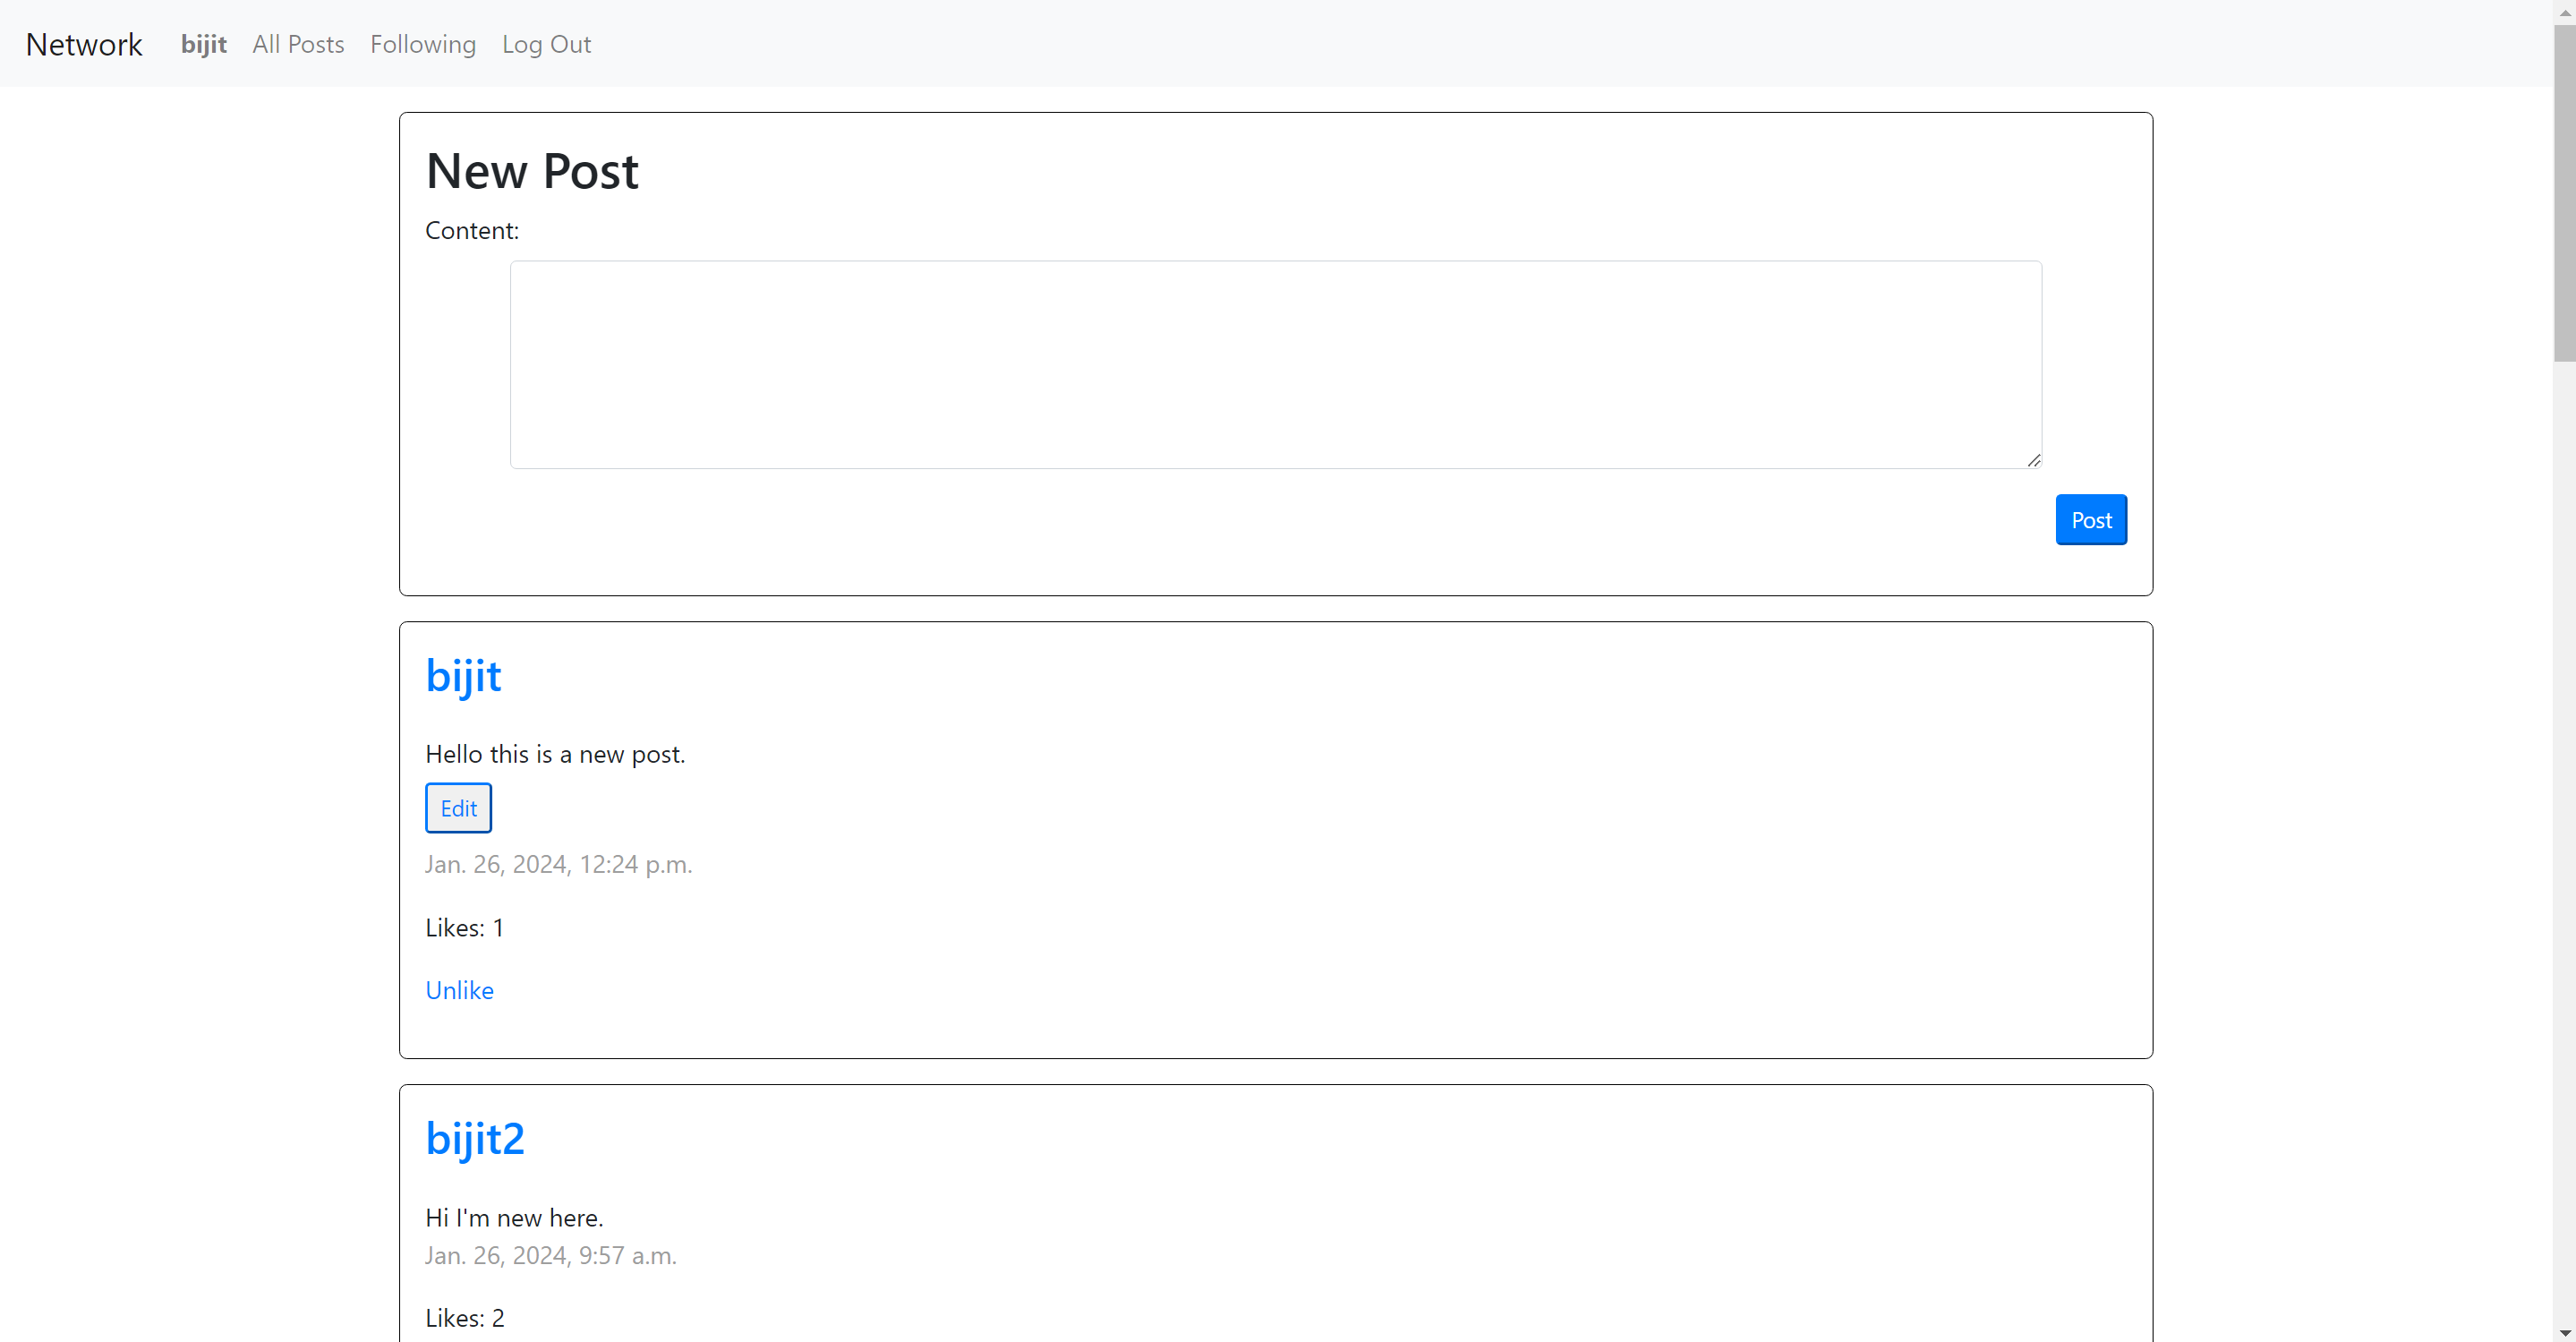 Network bijit All Posts Following Log Out
New Post
Content:
Post
bijit
Hello this is a new post.
Edit
Jan. 26, 2024, 12:24 p.m.
Likes: 1
Unlike
bijit2
Hi I'm new here.
Jan. 26, 2024, 9:57 a.m.
Likes: 2